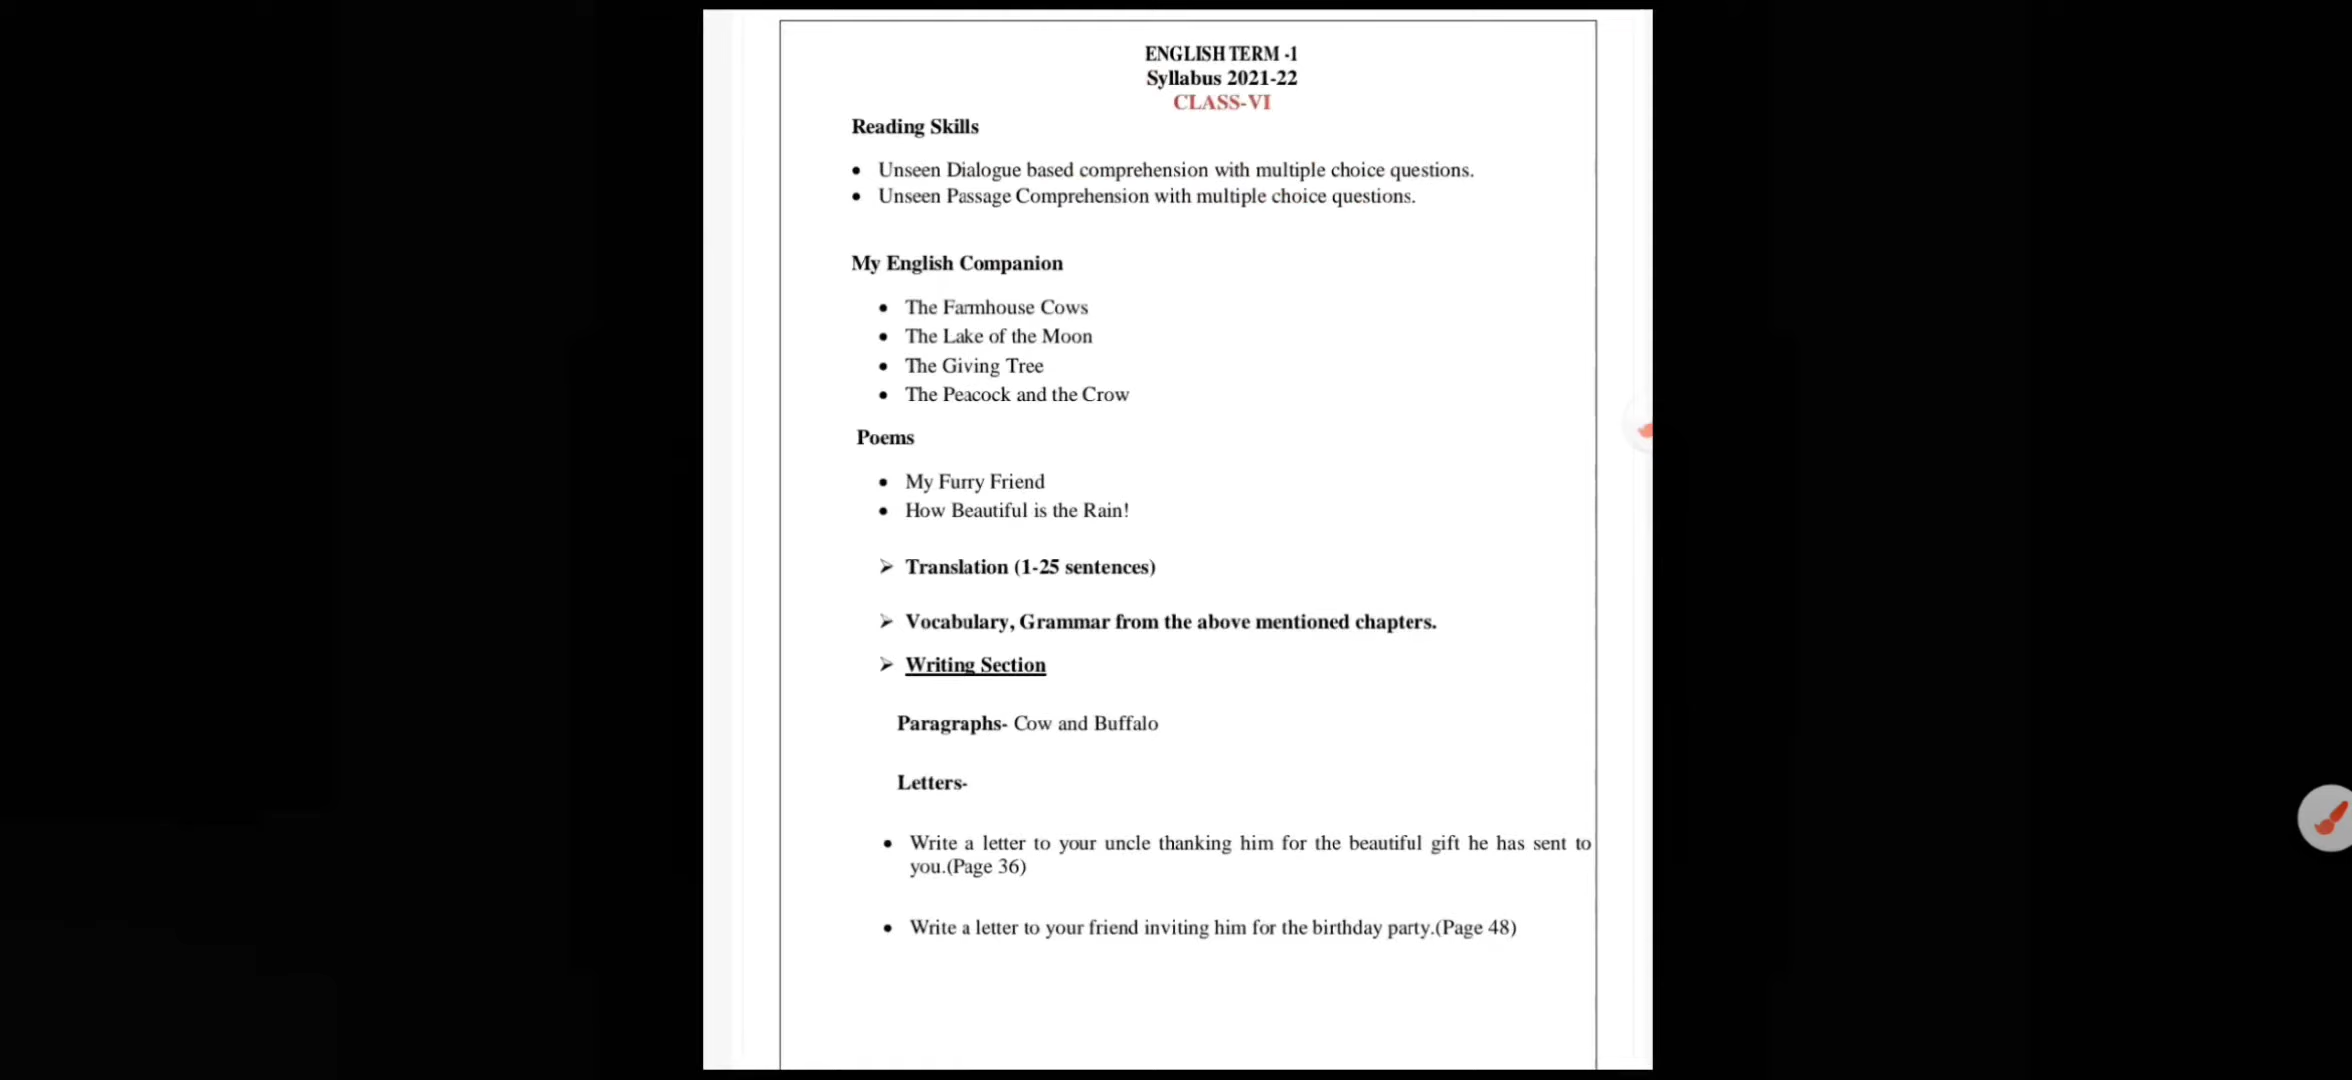 ENGLISH TERM -1
Syllabus 2021-22
CLASS-VI
Reading Skills
• Unseen Dialogue based comprehension with multiple choice questions.
• Unseen Passage Comprehension with multiple choice questions.
My English Companion
• The Farmhouse Cows
• The Lake of the Moon
• The Giving Tree
• The Peacock and the Crow
Poems
• My Furry Friend
• How Beautiful is the Rain!
➢ Translation (1-25 sentences)
➢ Vocabulary, Grammar from the above mentioned chapters.
➢ Writing Section
Paragraphs- Cow and Buffalo
Letters-
• Write a letter to your uncle thanking him for the beautiful gift he has sent to
you.(Page 36)
• Write a letter to your friend inviting him for the birthday party.(Page 48)